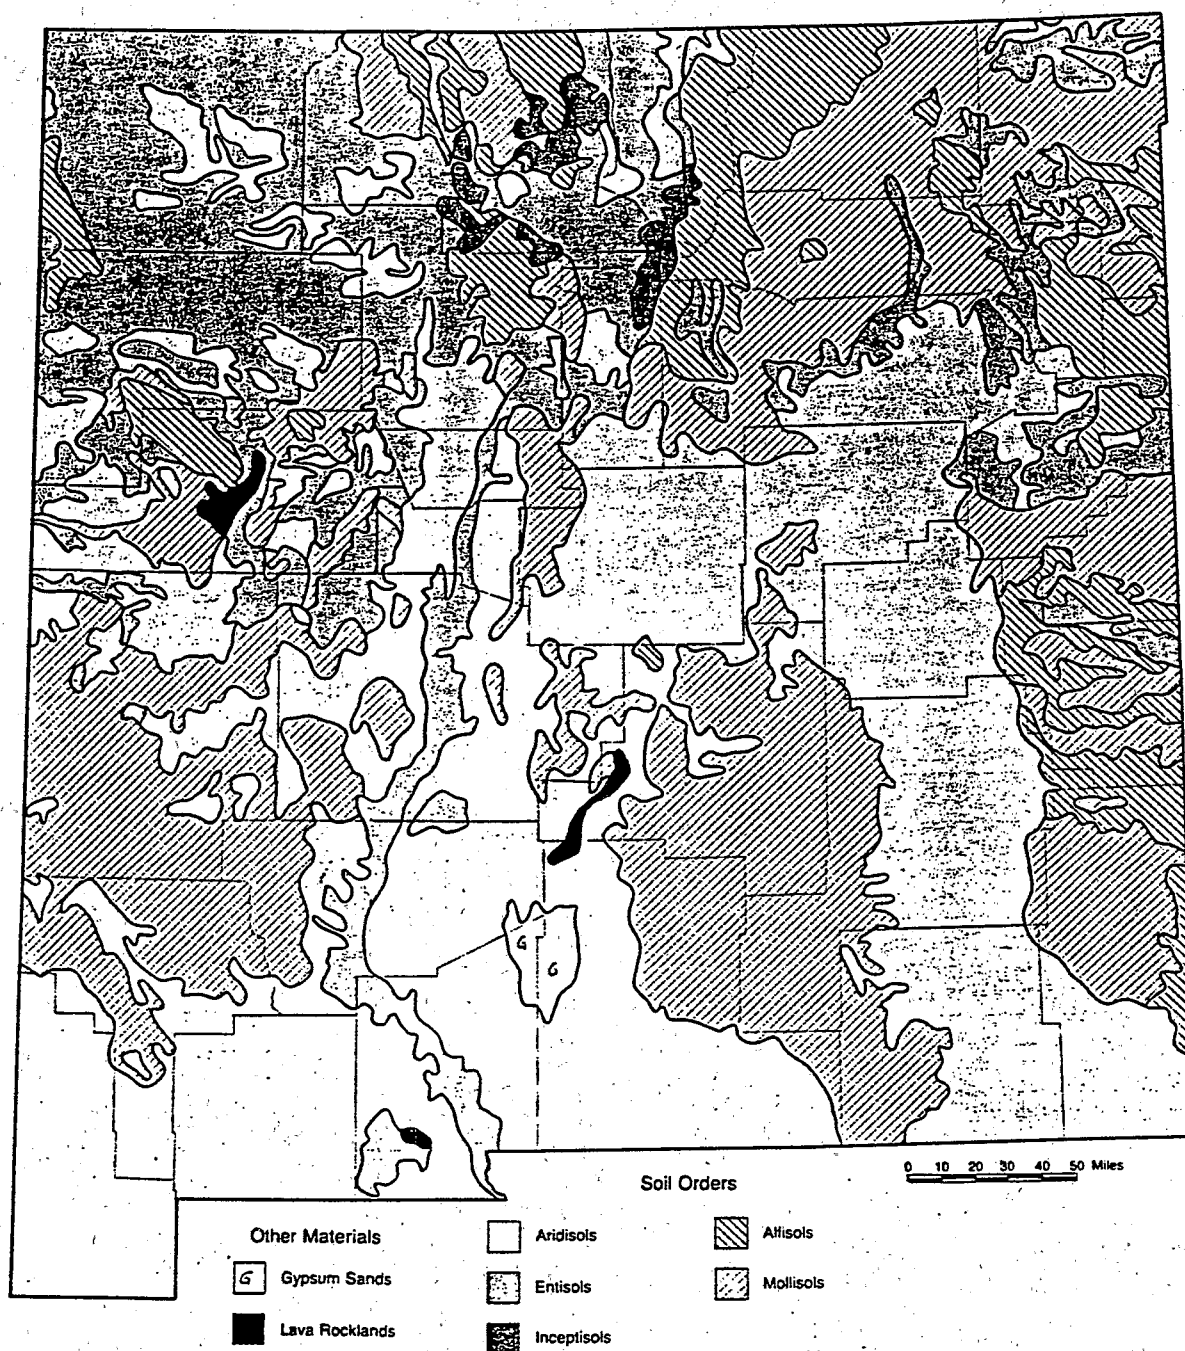 G
G
0 10 20 30 40 50 Miles
Soil Orders
Other Materials
Aridisols
Alfisols
G Gypsum Sands
Entisols
Mollisols
Lava Rocklands
Inceptisols